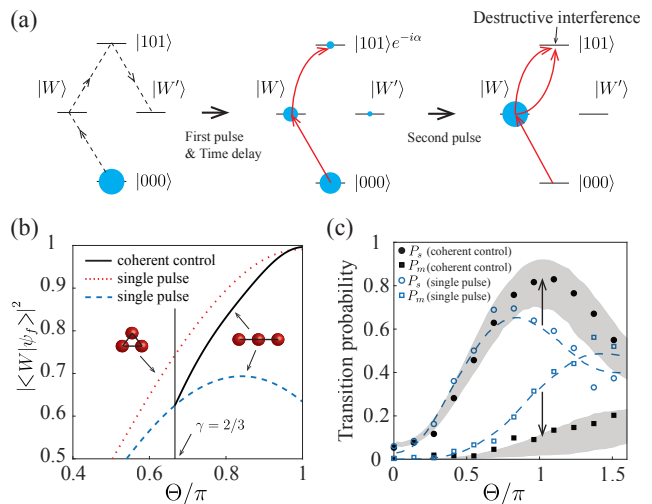 (a)
Destructive interference
|101⟩
|101⟩e^{-iα}
|101⟩
|W⟩
|W'⟩
|W⟩
|W'⟩
|W⟩
|W'⟩
First pulse
& Time delay
Second pulse
|000⟩
|000⟩
|000⟩
(b)
|<W|ψ_f>|²
1
0.9
0.8
0.7
0.6
0.5
coherent control
single pulse
single pulse
γ = 2/3
0.4
0.6
0.8
1
Θ/π
(c)
Transition probability
1
0.8
0.6
0.4
0.2
0
P_s (coherent control)
P_m (coherent control)
P_s (single pulse)
P_m (single pulse)
0
0.5
1
1.5
Θ/π